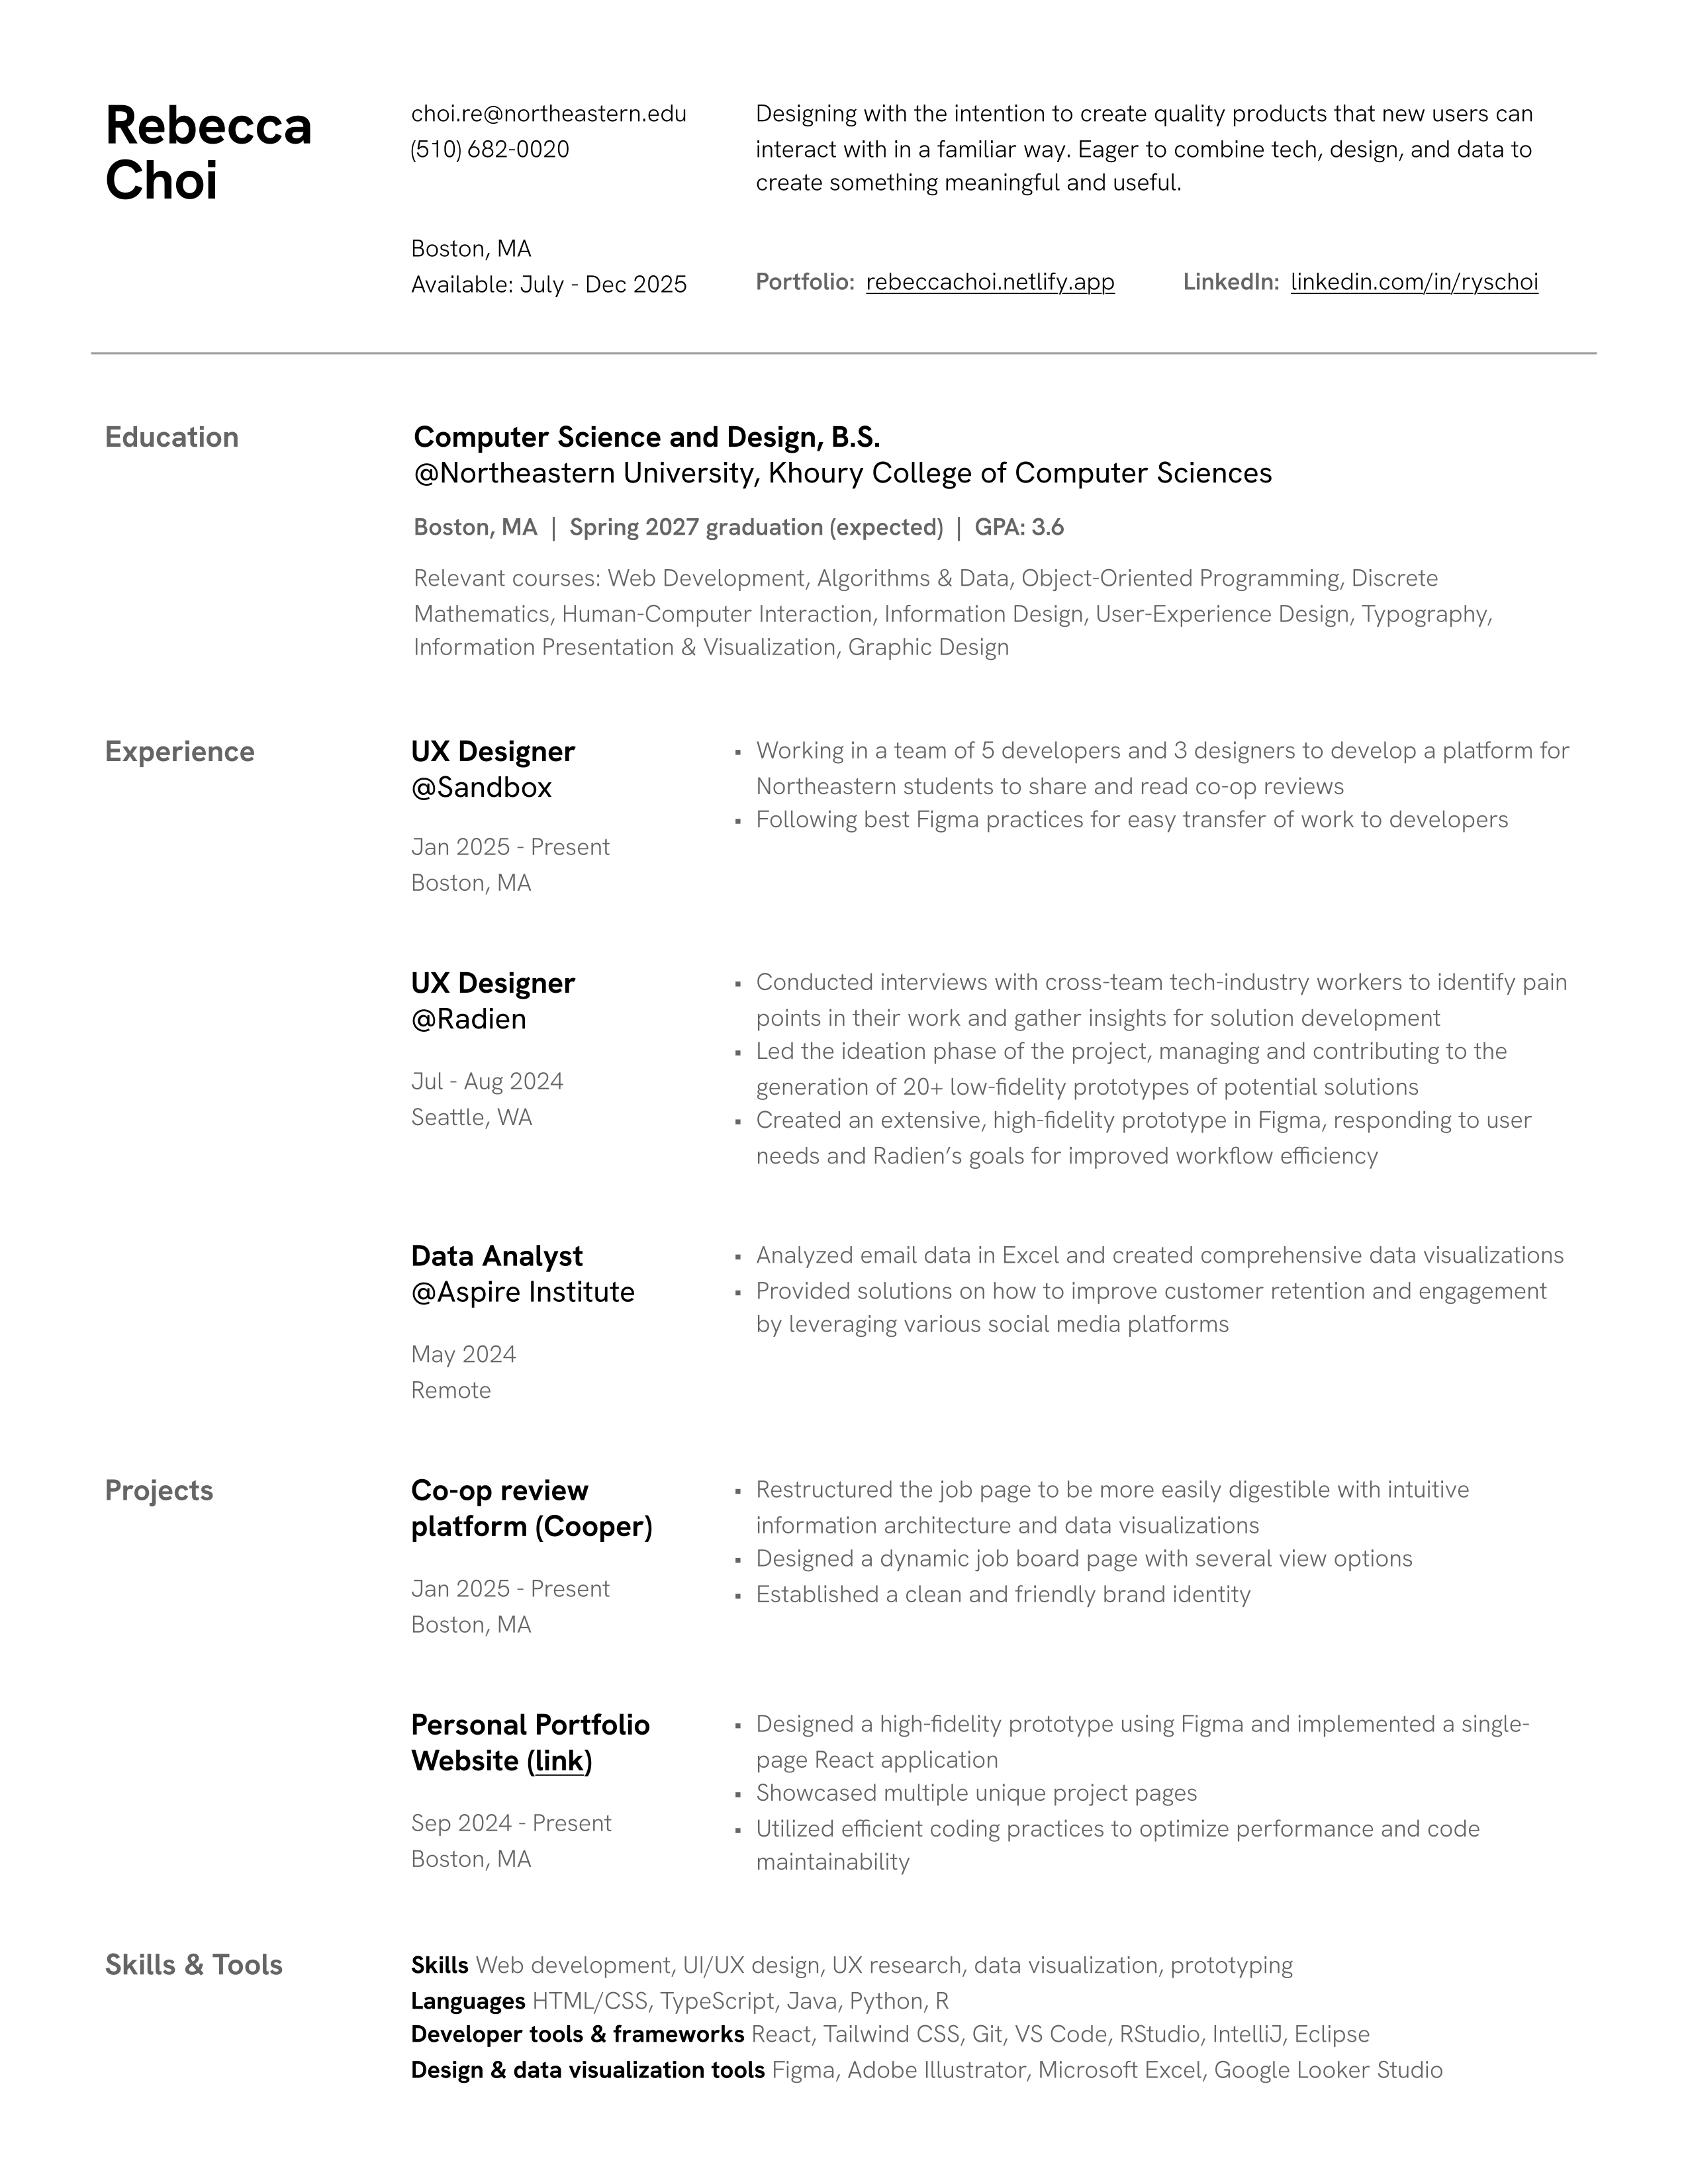 Rebecca
Choi
choi.re@northeastern.edu
(510) 682-0020
Boston, MA
Available: July - Dec 2025
Designing with the intention to create quality products that new users can
interact with in a familiar way. Eager to combine tech, design, and data to
create something meaningful and useful.
Portfolio: rebeccachoi.netlify.app LinkedIn: linkedin.com/in/ryschoi
Education
Computer Science and Design, B.S.
@Northeastern University, Khoury College of Computer Sciences
Boston, MA | Spring 2027 graduation (expected) | GPA: 3.6
Relevant courses: Web Development, Algorithms & Data, Object-Oriented Programming, Discrete
Mathematics, Human-Computer Interaction, Information Design, User-Experience Design, Typography,
Information Presentation & Visualization, Graphic Design
Experience
UX Designer
@Sandbox
Jan 2025 - Present
Boston, MA
▪ Working in a team of 5 developers and 3 designers to develop a platform for
Northeastern students to share and read co-op reviews
▪ Following best Figma practices for easy transfer of work to developers
UX Designer
@Radien
Jul - Aug 2024
Seattle, WA
▪ Conducted interviews with cross-team tech-industry workers to identify pain
points in their work and gather insights for solution development
▪ Led the ideation phase of the project, managing and contributing to the
generation of 20+ low-fidelity prototypes of potential solutions
▪ Created an extensive, high-fidelity prototype in Figma, responding to user
needs and Radien’s goals for improved workflow efficiency
Data Analyst
@Aspire Institute
May 2024
Remote
▪ Analyzed email data in Excel and created comprehensive data visualizations
▪ Provided solutions on how to improve customer retention and engagement
by leveraging various social media platforms
Projects
Co-op review
platform (Cooper)
Jan 2025 - Present
Boston, MA
▪ Restructured the job page to be more easily digestible with intuitive
information architecture and data visualizations
▪ Designed a dynamic job board page with several view options
▪ Established a clean and friendly brand identity
Personal Portfolio
Website (link)
Sep 2024 - Present
Boston, MA
▪ Designed a high-fidelity prototype using Figma and implemented a single-
page React application
▪ Showcased multiple unique project pages
▪ Utilized efficient coding practices to optimize performance and code
maintainability
Skills & Tools
Skills Web development, UI/UX design, UX research, data visualization, prototyping
Languages HTML/CSS, TypeScript, Java, Python, R
Developer tools & frameworks React, Tailwind CSS, Git, VS Code, RStudio, IntelliJ, Eclipse
Design & data visualization tools Figma, Adobe Illustrator, Microsoft Excel, Google Looker Studio